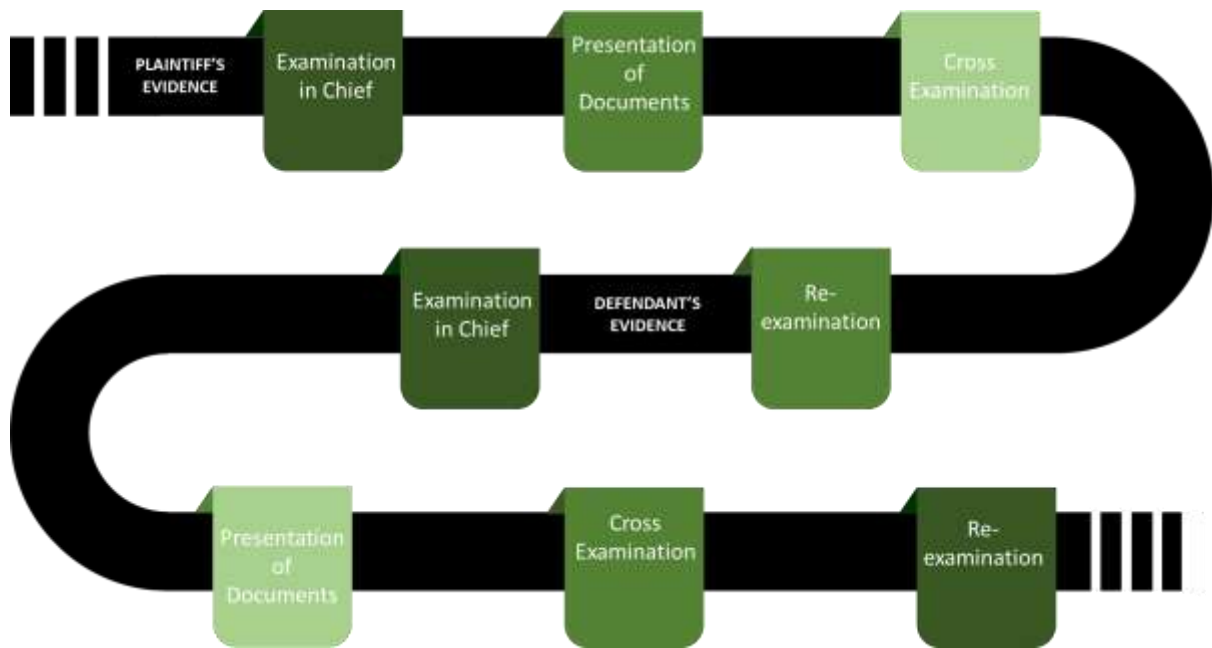 PLAINTIFF'S
EVIDENCE
Examination
in Chief
Presentation
of
Documents
Cross
Examination
Re-
examination
DEFENDANT'S
EVIDENCE
Examination
in Chief
Presentation
of
Documents
Cross
Examination
Re-
examination